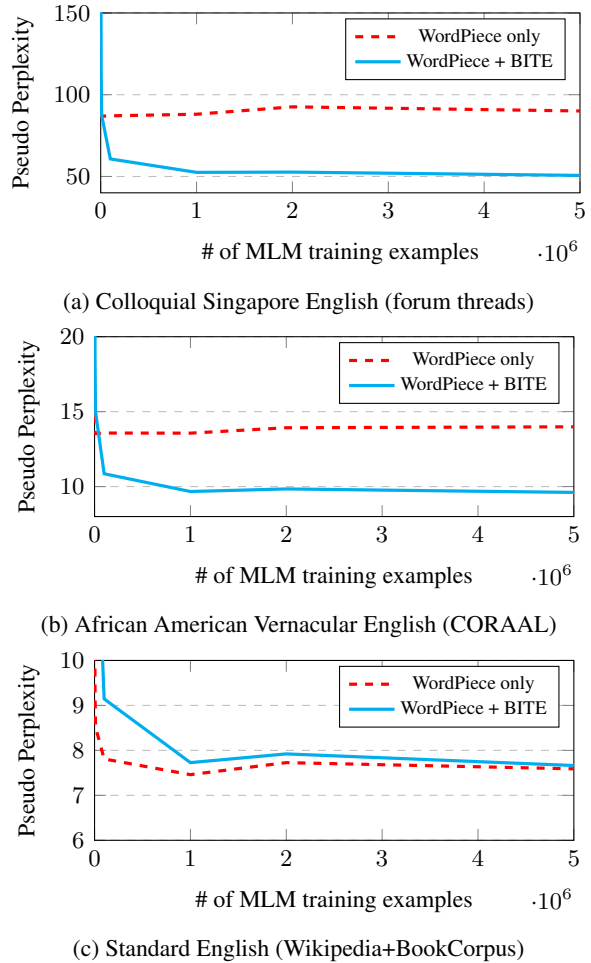 Pseudo Perplexity
150
100
50
WordPiece only
WordPiece + BITE
0 1 2 3 4 5
# of MLM training examples ·10^6
(a) Colloquial Singapore English (forum threads)
Pseudo Perplexity
20
15
10
WordPiece only
WordPiece + BITE
0 1 2 3 4 5
# of MLM training examples ·10^6
(b) African American Vernacular English (CORAAL)
Pseudo Perplexity
10
9
8
7
6
WordPiece only
WordPiece + BITE
0 1 2 3 4 5
# of MLM training examples ·10^6
(c) Standard English (Wikipedia+BookCorpus)